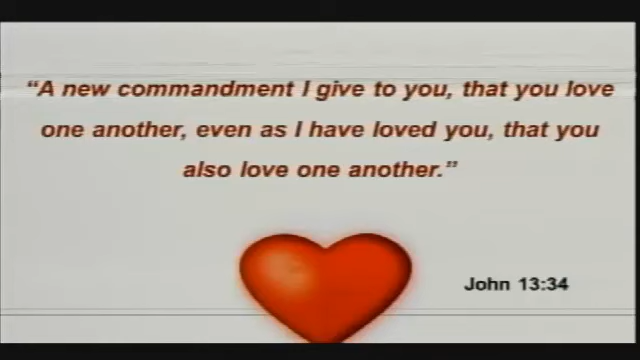 “A new commandment I give to you, that you love
one another, even as I have loved you, that you
also love one another.”
John 13:34